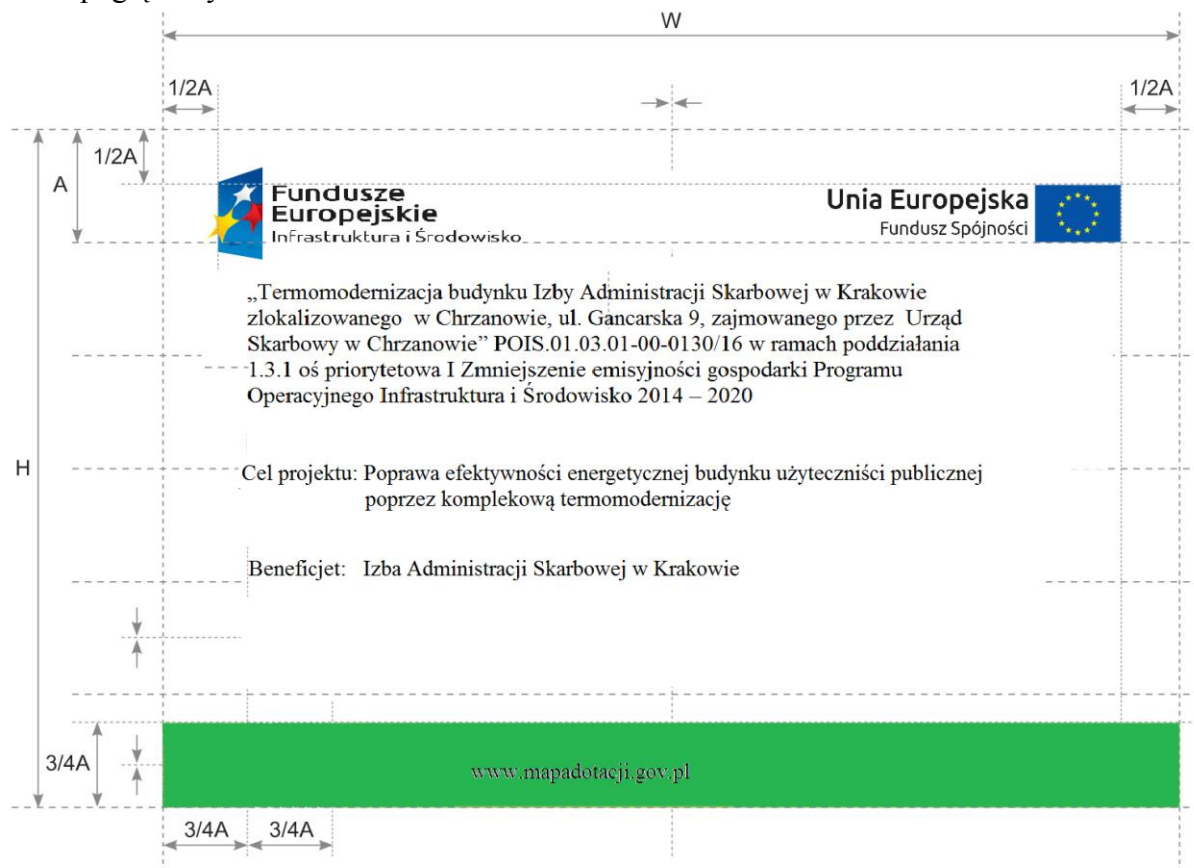 W
1/2A
1/2A
1/2A
A
Fundusze
Europejskie
Infrastruktura i Środowisko
Unia Europejska
Fundusz Spójności
„Termomodernizacja budynku Izby Administracji Skarbowej w Krakowie
zlokalizowanego w Chrzanowie, ul. Gancarska 9, zajmowanego przez Urząd
Skarbowy w Chrzanowie” POIS.01.03.01-00-0130/16 w ramach poddziałania
1.3.1 oś priorytetowa I Zmniejszenie emisyjności gospodarki Programu
Operacyjnego Infrastruktura i Środowisko 2014 – 2020
H
Cel projektu: Poprawa efektywności energetycznej budynku użyteczniści publicznej
poprzez komplekową termomodernizację
Beneficjet: Izba Administracji Skarbowej w Krakowie
3/4A
www.mapadotacji.gov.pl
3/4A
3/4A